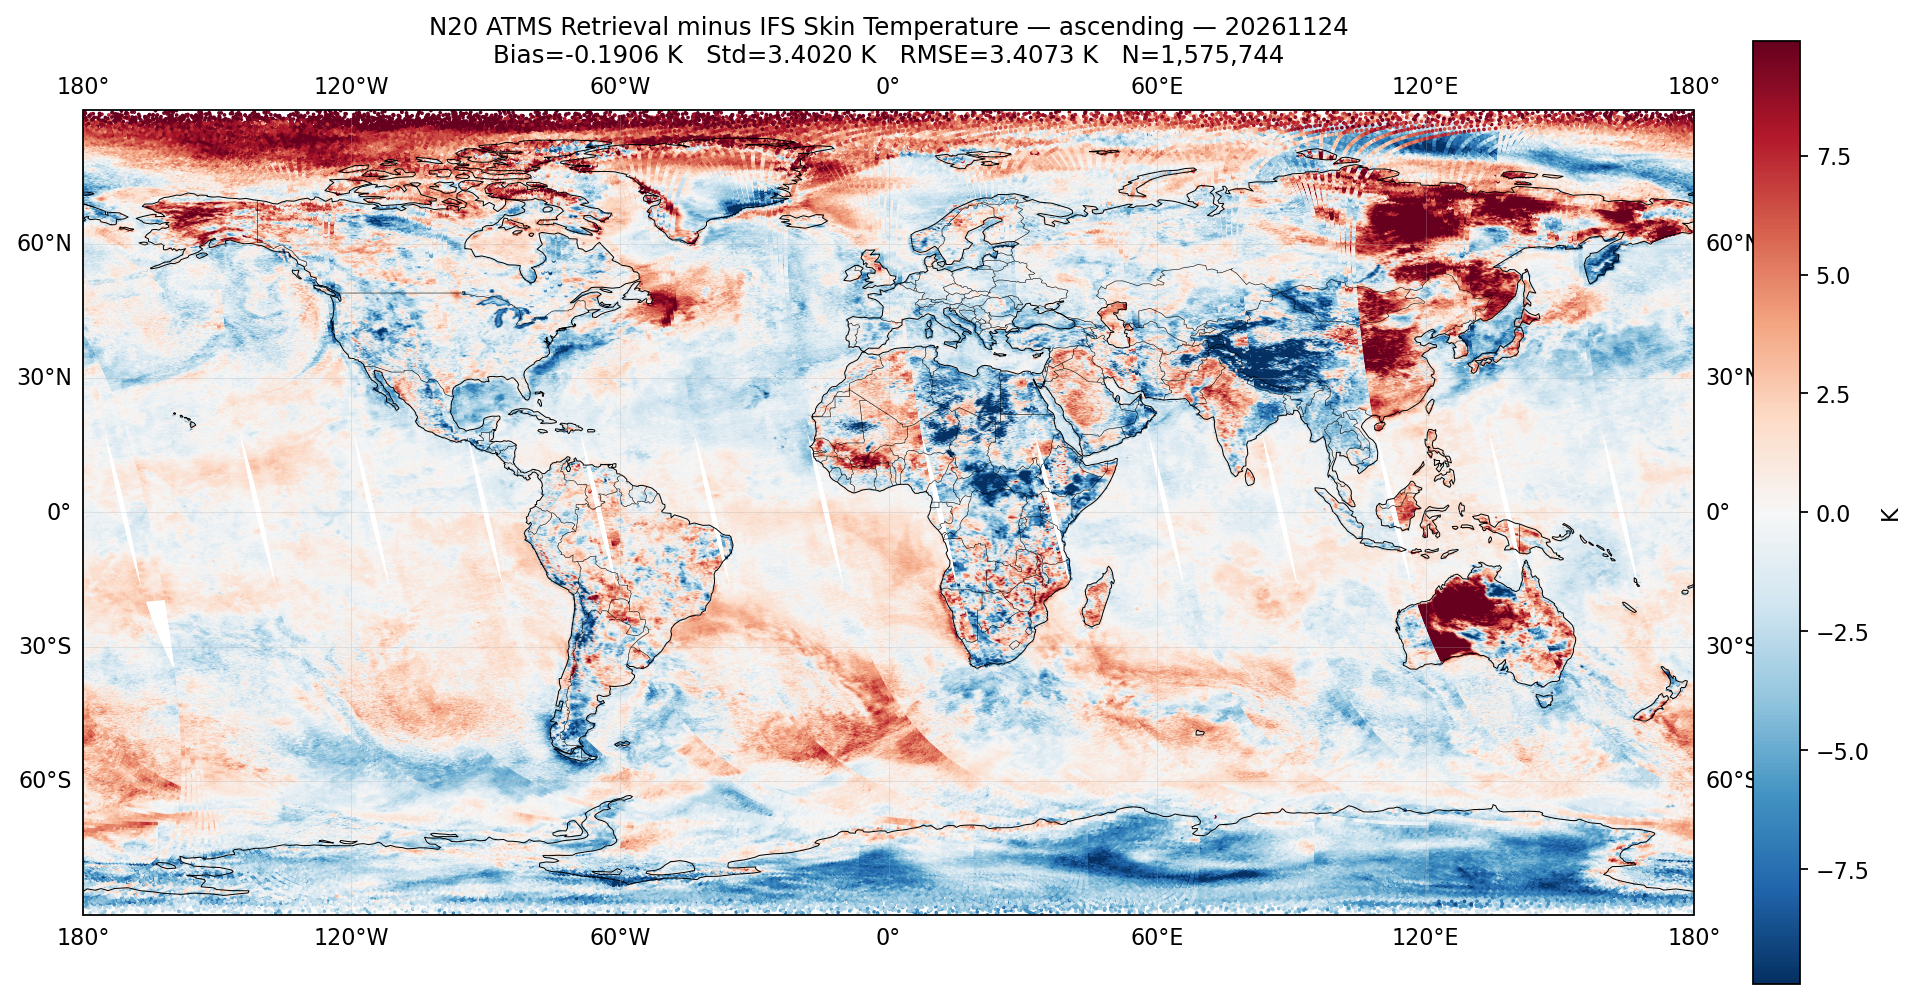 N20 ATMS Retrieval minus IFS Skin Temperature — ascending — 20261124
Bias=-0.1906 K   Std=3.4020 K   RMSE=3.4073 K   N=1,575,744
180° 120°W 60°W 0° 60°E 120°E 180°
60°N 60°N
30°N 30°N
0° 0°
30°S 30°S
60°S 60°S
180° 120°W 60°W 0° 60°E 120°E 180°
7.5
5.0
2.5
0.0
−2.5
−5.0
−7.5
K